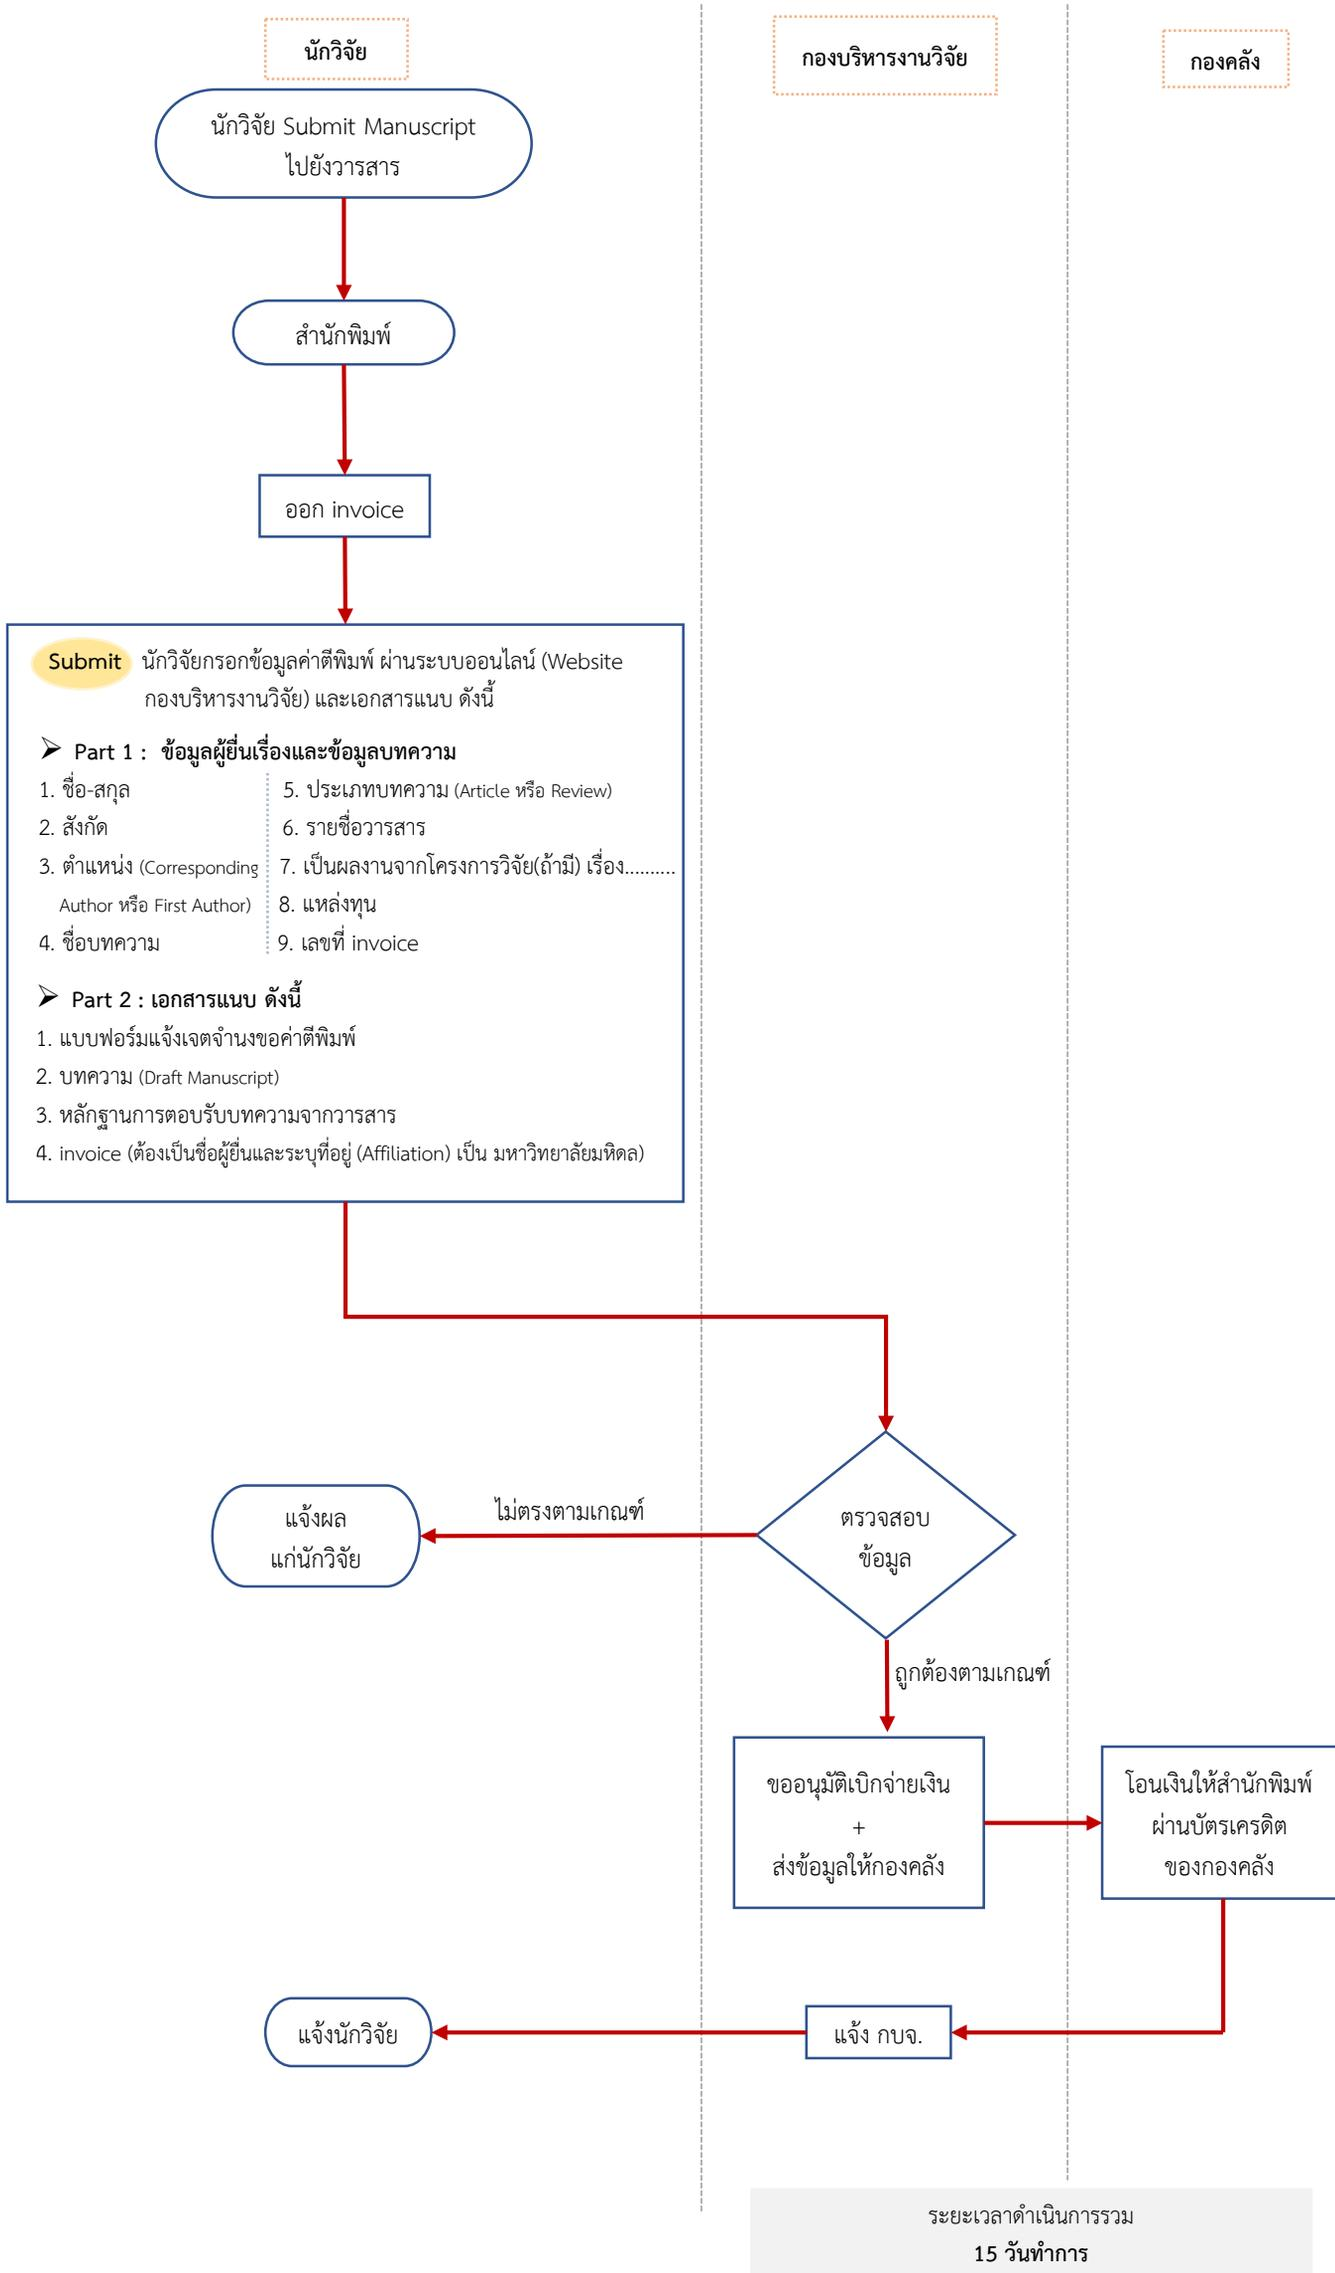 นักวิจัย
กองบริหารงานวิจัย
กองคลัง
นักวิจัย Submit Manuscript
ไปยังวารสาร
สำนักพิมพ์
ออก invoice
Submit นักวิจัยกรอกข้อมูลค่าตีพิมพ์ ผ่านระบบออนไลน์ (Website
กองบริหารงานวิจัย) และเอกสารแนบ ดังนี้
➢ Part 1 : ข้อมูลผู้ยื่นเรื่องและข้อมูลบทความ
1. ชื่อ-สกุล
2. สังกัด
3. ตำแหน่ง (Corresponding
Author หรือ First Author)
4. ชื่อบทความ
5. ประเภทบทความ (Article หรือ Review)
6. รายชื่อวารสาร
7. เป็นผลงานจากโครงการวิจัย(ถ้ามี) เรื่อง..........
8. แหล่งทุน
9. เลขที่ invoice
➢ Part 2 : เอกสารแนบ ดังนี้
1. แบบฟอร์มแจ้งเจตจำนงขอค่าตีพิมพ์
2. บทความ (Draft Manuscript)
3. หลักฐานการตอบรับบทความจากวารสาร
4. invoice (ต้องเป็นชื่อผู้ยื่นและระบุที่อยู่ (Affiliation) เป็น มหาวิทยาลัยมหิดล)
ตรวจสอบ
ข้อมูล
ไม่ตรงตามเกณฑ์
แจ้งผล
แก่นักวิจัย
ถูกต้องตามเกณฑ์
ขออนุมัติเบิกจ่ายเงิน
+
ส่งข้อมูลให้กองคลัง
โอนเงินให้สำนักพิมพ์
ผ่านบัตรเครดิต
ของกองคลัง
แจ้ง กบจ.
แจ้งนักวิจัย
ระยะเวลาดำเนินการรวม
15 วันทำการ